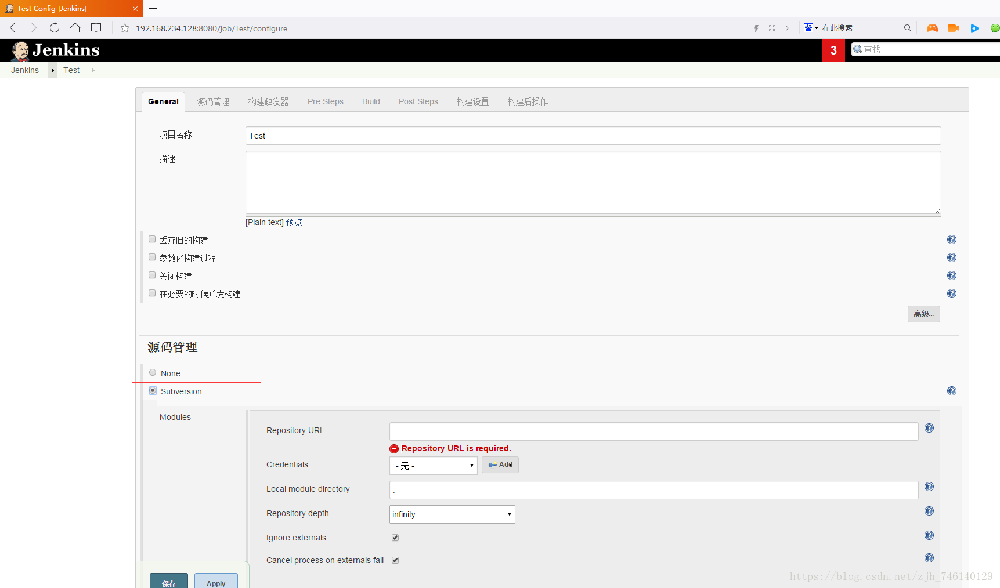 Test Config [Jenkins]
192.168.234.128:8080/job/Test/configure
在此搜索
Jenkins
3
查找
Jenkins
Test
General
源码管理
构建触发器
Pre Steps
Build
Post Steps
构建设置
构建后操作
项目名称
Test
描述
[Plain text] 预览
丢弃旧的构建
参数化构建过程
关闭构建
在必要的时候并发构建
高级...
源码管理
None
Subversion
Modules
Repository URL
Repository URL is required.
Credentials
- 无 -
Add
Local module directory
.
Repository depth
infinity
Ignore externals
Cancel process on externals fail
保存
Apply
https://blog.csdn.net/zjh_746140129